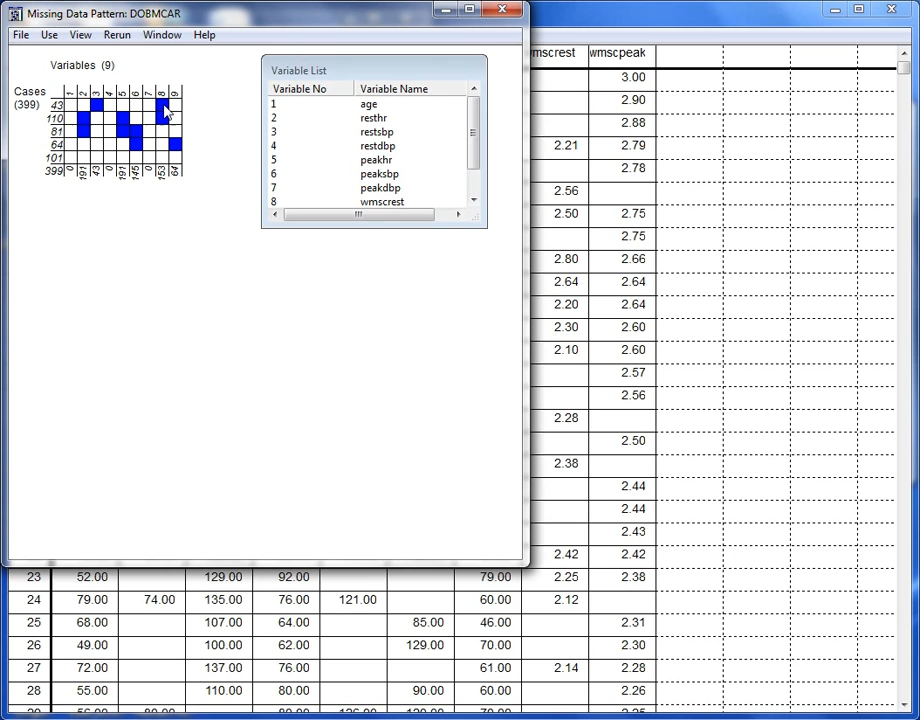 Missing Data Pattern: DOBMCAR
File Use View Rerun Window Help
Variables (9)
Cases
(399)
1 2 3 4 5 6 7 8 9
43
110
81
64
101
399 0 191 43 0 191 145 0 153 64
Variable List
Variable No Variable Name
1 age
2 resthr
3 restsbp
4 restdbp
5 peakhr
6 peaksbp
7 peakdbp
8 wmscrest
wmscrest wmscpeak
3.00
2.90
2.88
2.21 2.79
2.78
2.56
2.50 2.75
2.75
2.80 2.66
2.64 2.64
2.20 2.64
2.30 2.60
2.10 2.60
2.57
2.56
2.28
2.50
2.38
2.44
2.44
2.43
2.42 2.42
23 52.00 129.00 92.00 79.00 2.25 2.38
24 79.00 74.00 135.00 76.00 121.00 60.00 2.12
25 68.00 107.00 64.00 85.00 46.00 2.31
26 49.00 100.00 62.00 129.00 70.00 2.30
27 72.00 137.00 76.00 61.00 2.14 2.28
28 55.00 110.00 80.00 90.00 60.00 2.26